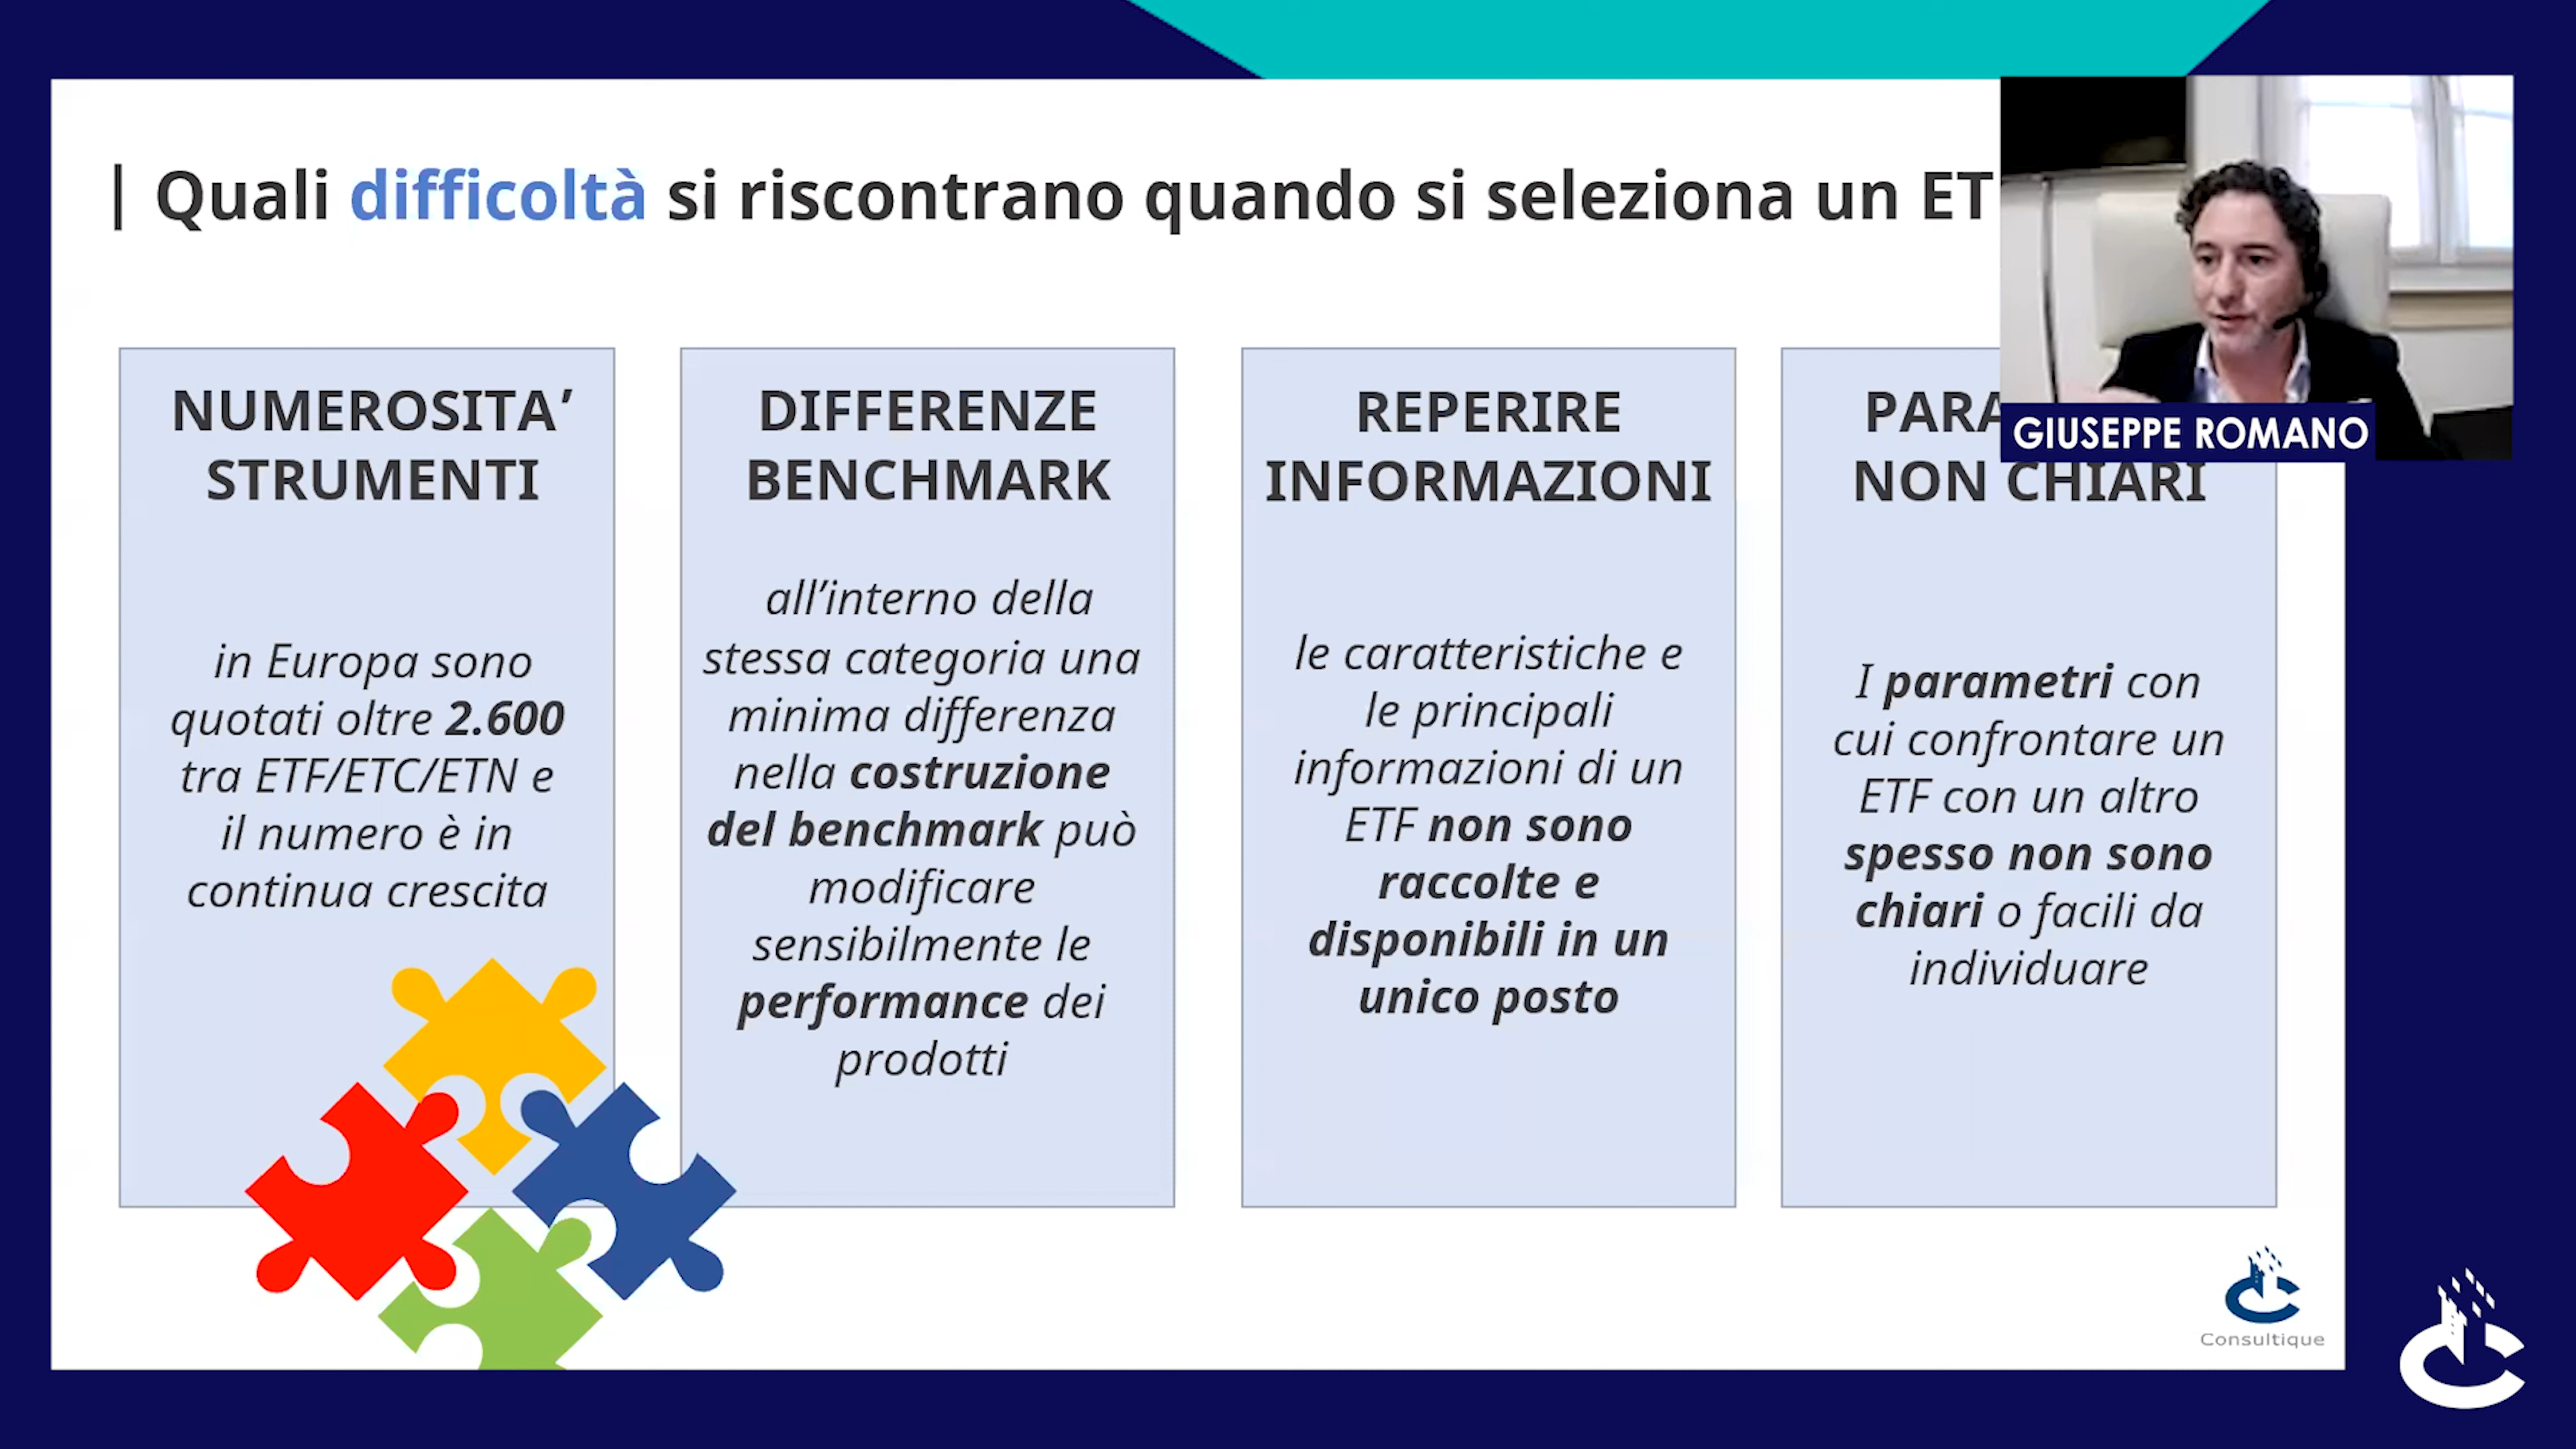 | Quali difficoltà si riscontrano quando si seleziona un ET
GIUSEPPE ROMANO
NUMEROSITA’
STRUMENTI
in Europa sono
quotati oltre 2.600
tra ETF/ETC/ETN e
il numero è in
continua crescita
DIFFERENZE
BENCHMARK
all’interno della
stessa categoria una
minima differenza
nella costruzione
del benchmark può
modificare
sensibilmente le
performance dei
prodotti
REPERIRE
INFORMAZIONI
le caratteristiche e
le principali
informazioni di un
ETF non sono
raccolte e
disponibili in un
unico posto
PARA
NON CHIARI
I parametri con
cui confrontare un
ETF con un altro
spesso non sono
chiari o facili da
individuare
Consultique